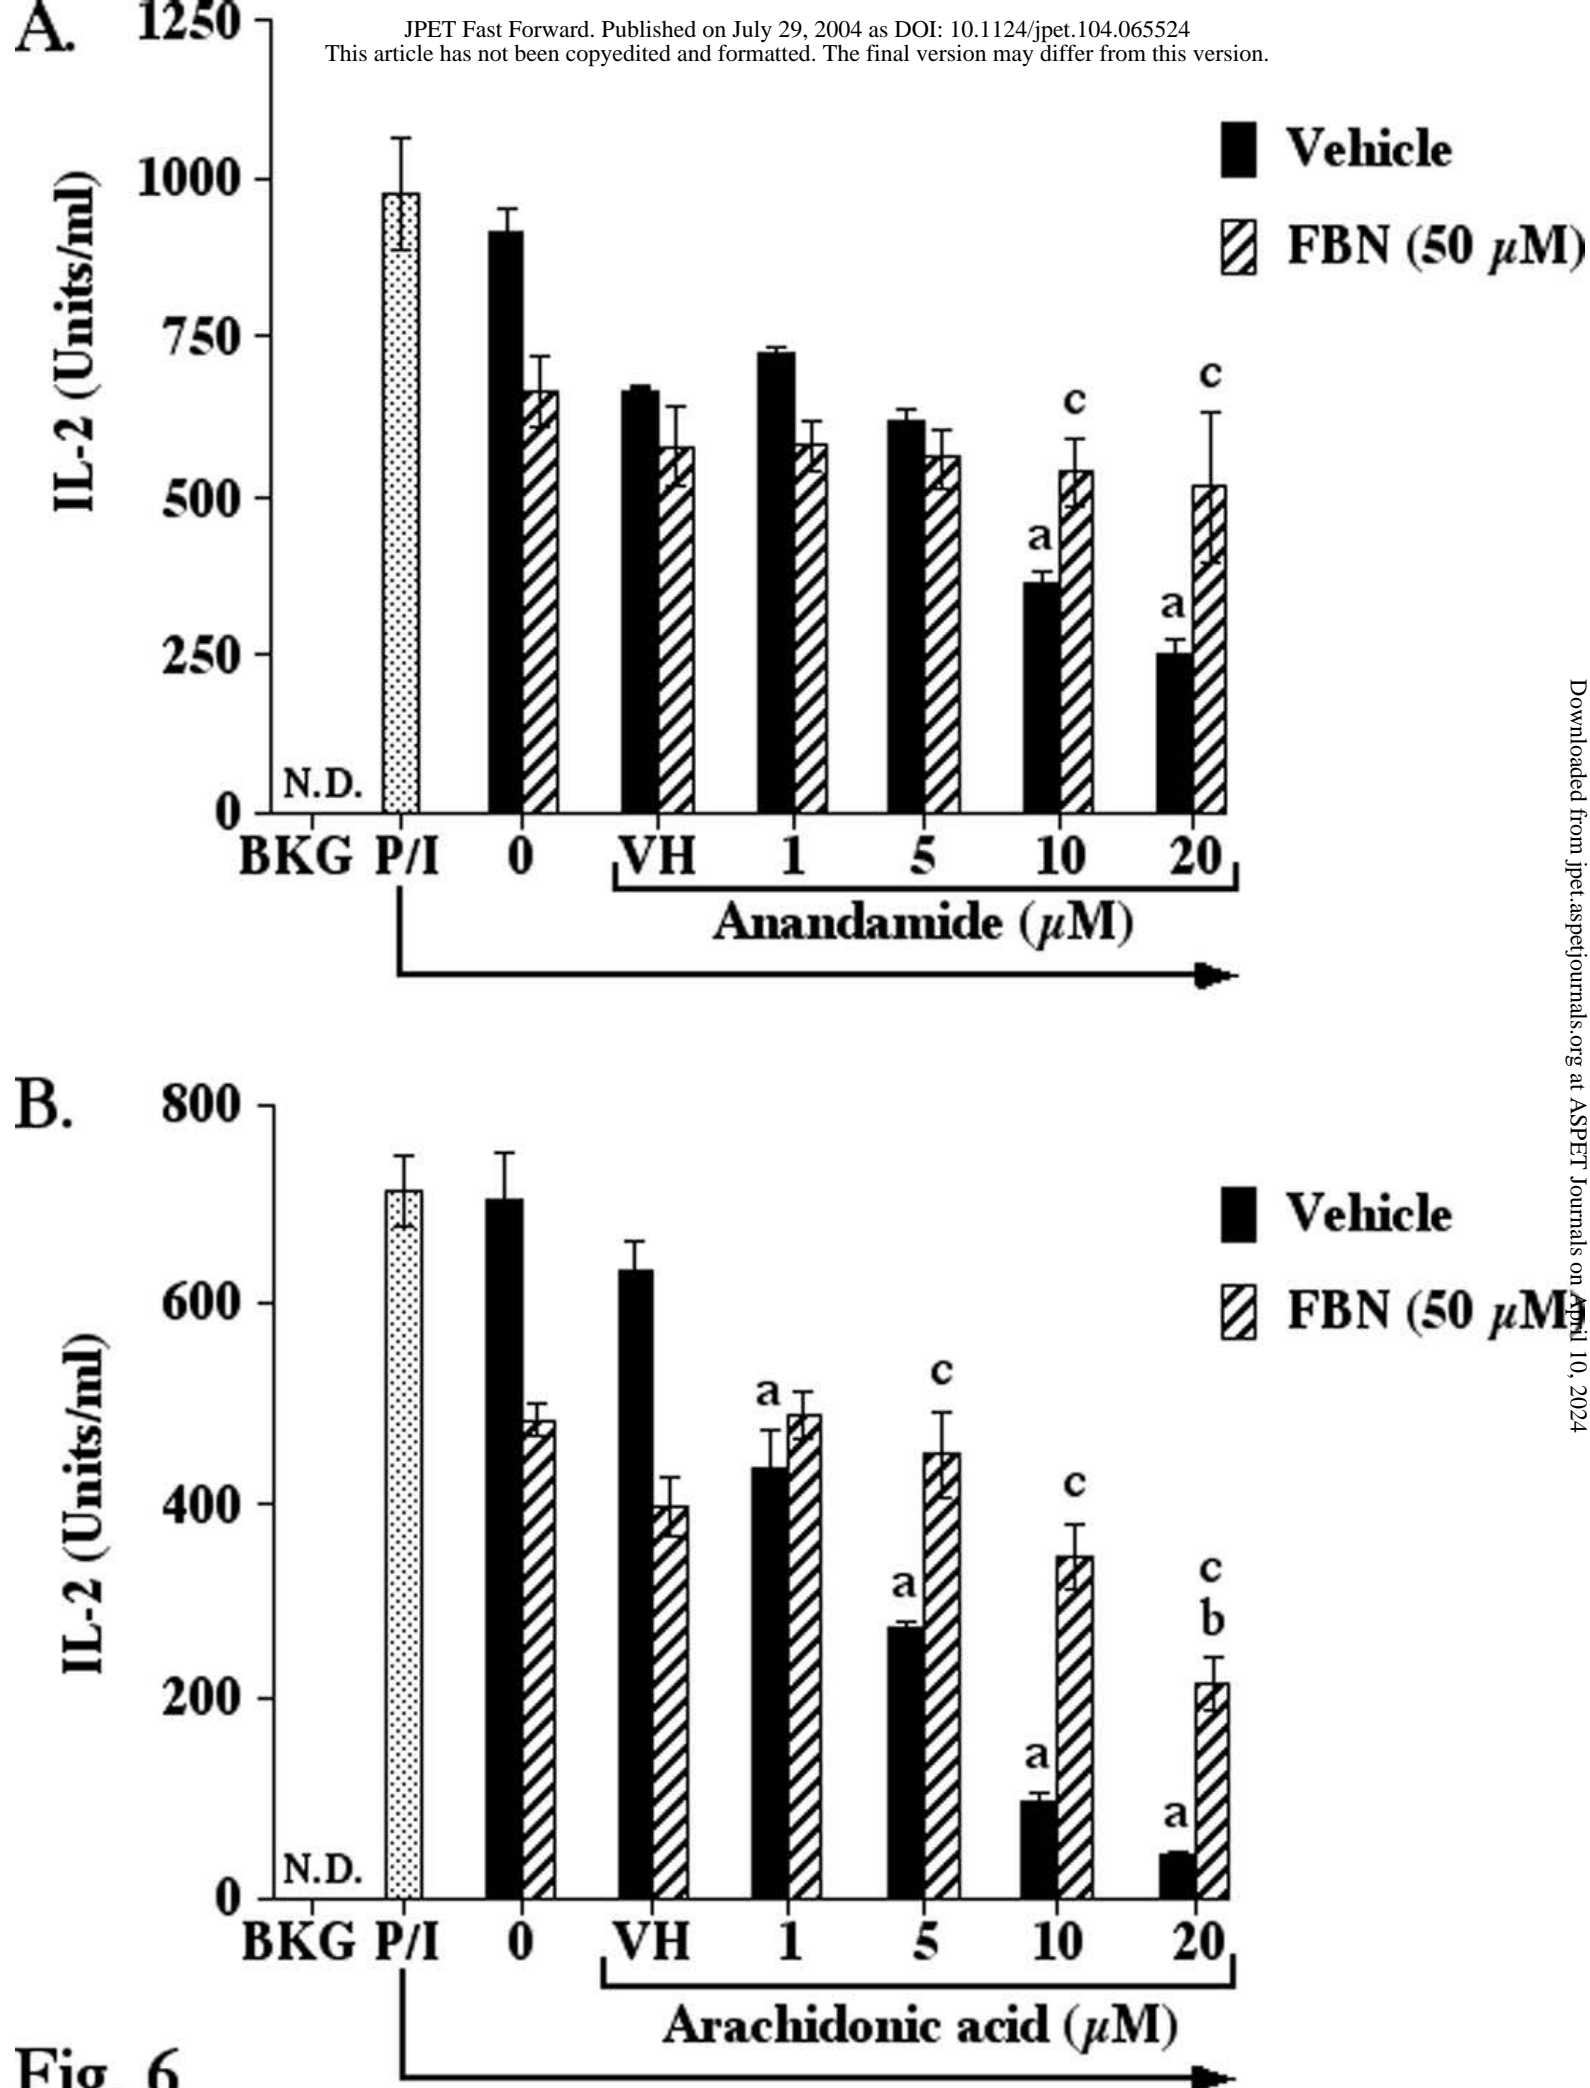 JPET Fast Forward. Published on July 29, 2004 as DOI: 10.1124/jpet.104.065524
This article has not been copyedited and formatted. The final version may differ from this version.
A.
IL-2 (Units/ml)
1250
1000
750
500
250
0
Vehicle
FBN (50 µM)
N.D.
a
c
a
c
BKG P/I 0 VH 1 5 10 20
Anandamide (µM)
B.
IL-2 (Units/ml)
800
600
400
200
0
Vehicle
FBN (50 µM)
N.D.
a
a
c
a
c
a
c
b
BKG P/I 0 VH 1 5 10 20
Arachidonic acid (µM)
Fig. 6
Downloaded from jpet.aspetjournals.org at ASPET Journals on April 10, 2024